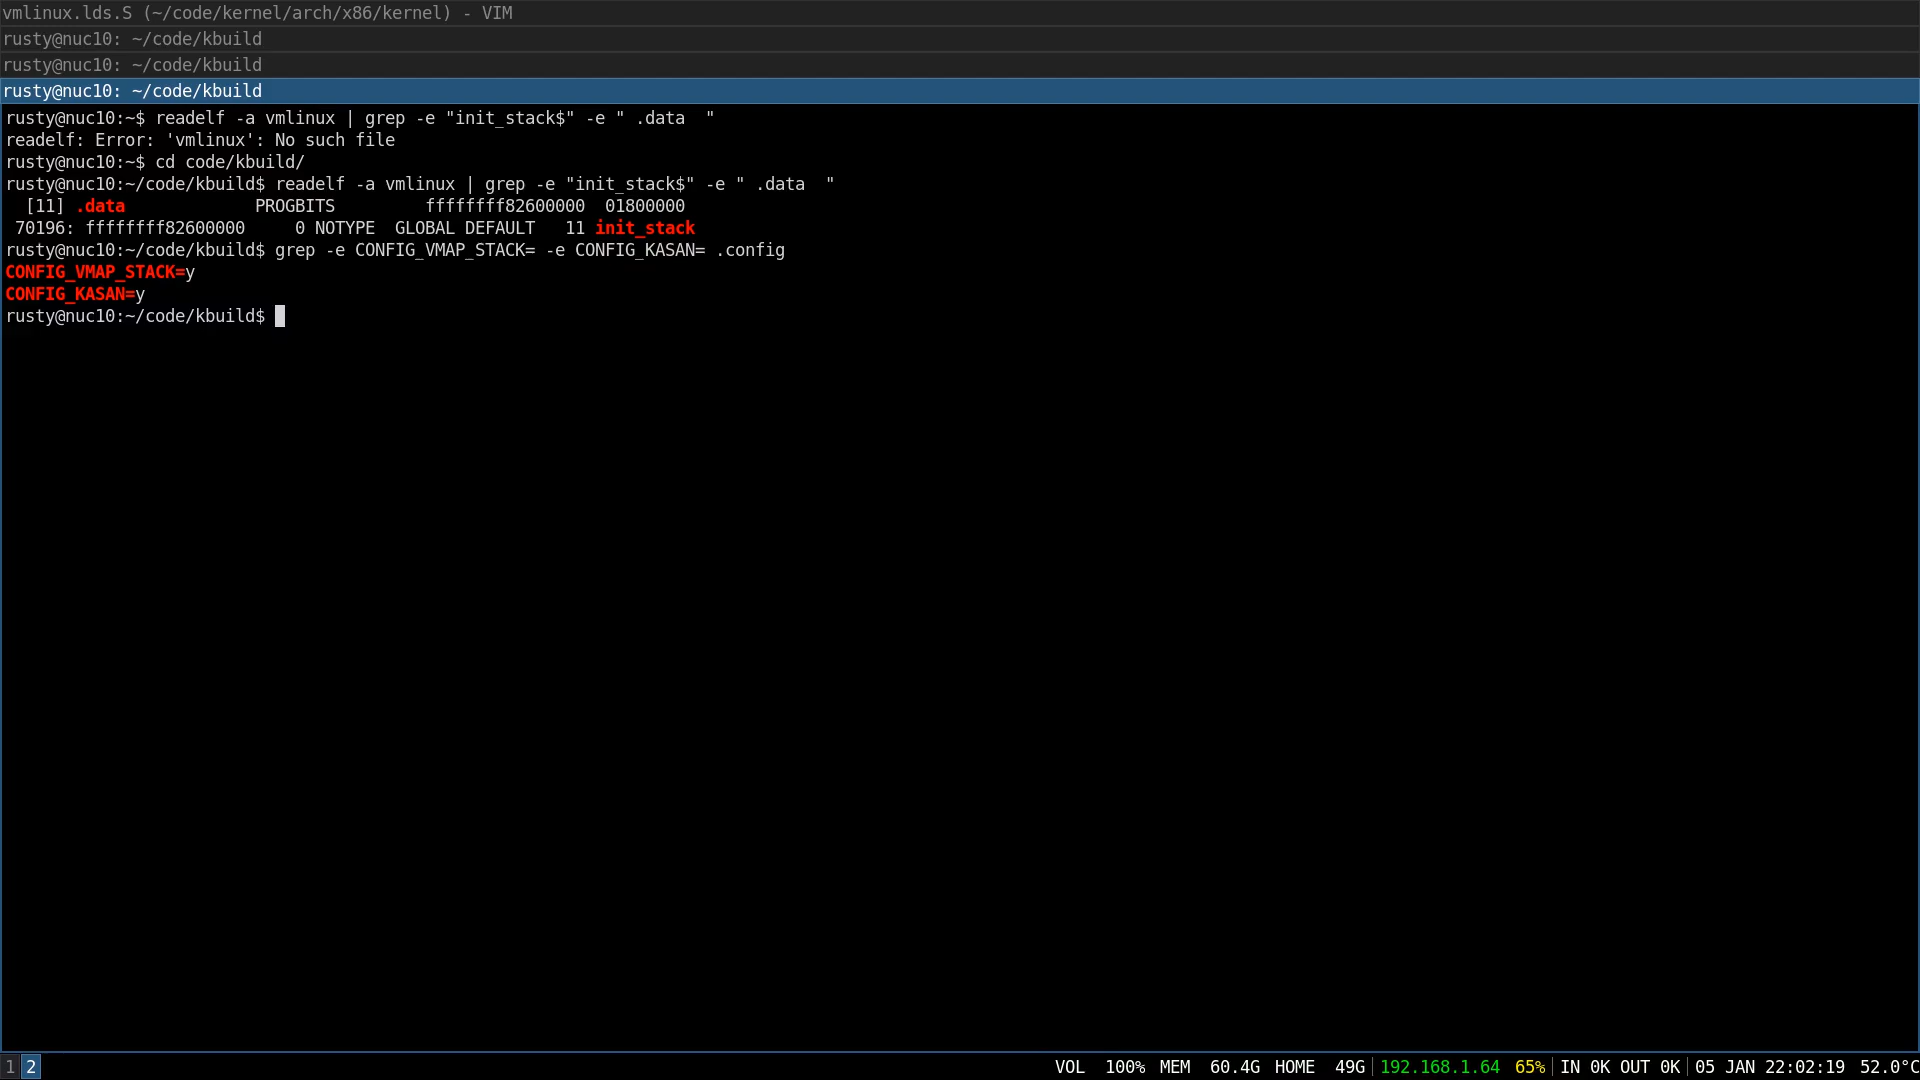 vmlinux.lds.S (~/code/kernel/arch/x86/kernel) - VIM
rusty@nuc10: ~/code/kbuild
rusty@nuc10: ~/code/kbuild
rusty@nuc10: ~/code/kbuild
rusty@nuc10:~$ readelf -a vmlinux | grep -e "init_stack$" -e " .data  "
readelf: Error: 'vmlinux': No such file
rusty@nuc10:~$ cd code/kbuild/
rusty@nuc10:~/code/kbuild$ readelf -a vmlinux | grep -e "init_stack$" -e " .data  "
  [11] .data             PROGBITS         ffffffff82600000  01800000
 70196: ffffffff82600000     0 NOTYPE  GLOBAL DEFAULT   11 init_stack
rusty@nuc10:~/code/kbuild$ grep -e CONFIG_VMAP_STACK= -e CONFIG_KASAN= .config
CONFIG_VMAP_STACK=y
CONFIG_KASAN=y
rusty@nuc10:~/code/kbuild$
1 2 VOL 100% MEM 60.4G HOME 49G 192.168.1.64 65% IN 0K OUT 0K 05 JAN 22:02:19 52.0°C